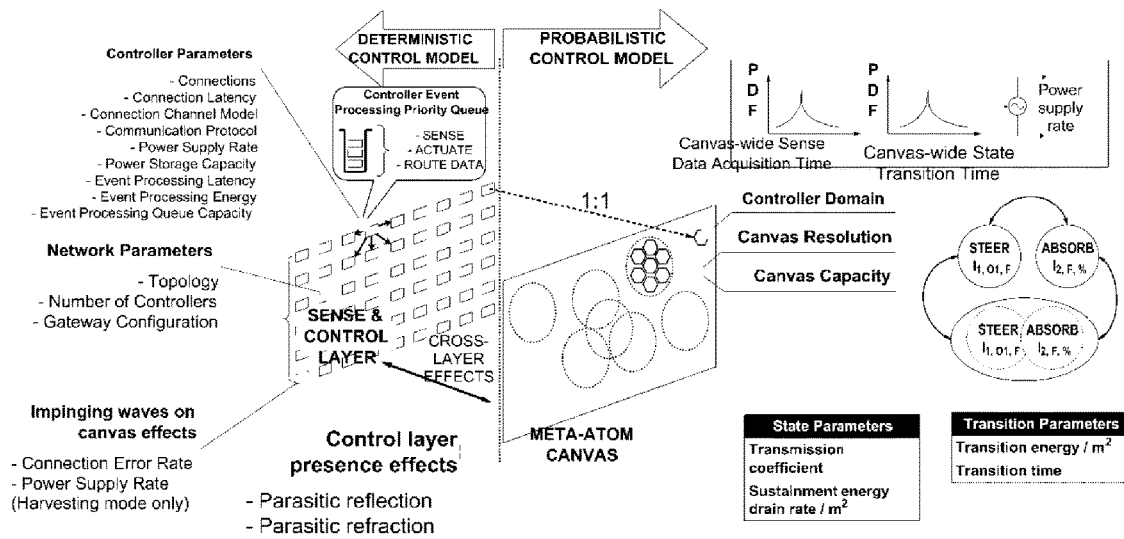 DETERMINISTIC
CONTROL MODEL
PROBABILISTIC
CONTROL MODEL
Controller Parameters
- Connections
- Connection Latency
- Connection Channel Model
- Communication Protocol
- Power Supply Rate
- Power Storage Capacity
- Event Processing Latency
- Event Processing Energy
- Event Processing Queue Capacity
Controller Event
Processing Priority Queue
- SENSE
- ACTUATE
- ROUTE DATA
P
D
F
Canvas-wide Sense
Data Acquisition Time
P
D
F
Canvas-wide State
Transition Time
Power
supply
rate
1:1
Network Parameters
- Topology
- Number of Controllers
- Gateway Configuration
SENSE &
CONTROL
LAYER
CROSS-
LAYER
EFFECTS
Controller Domain
Canvas Resolution
Canvas Capacity
STEER
I1, O1, F
ABSORB
I2, F, %
STEER
I1, O1, F
ABSORB
I2, F, %
Impinging waves on
canvas effects
- Connection Error Rate
- Power Supply Rate
(Harvesting mode only)
Control layer
presence effects
- Parasitic reflection
- Parasitic refraction
META-ATOM
CANVAS
State Parameters
Transmission
coefficient
Sustainment energy
drain rate / m²
Transition Parameters
Transition energy / m²
Transition time